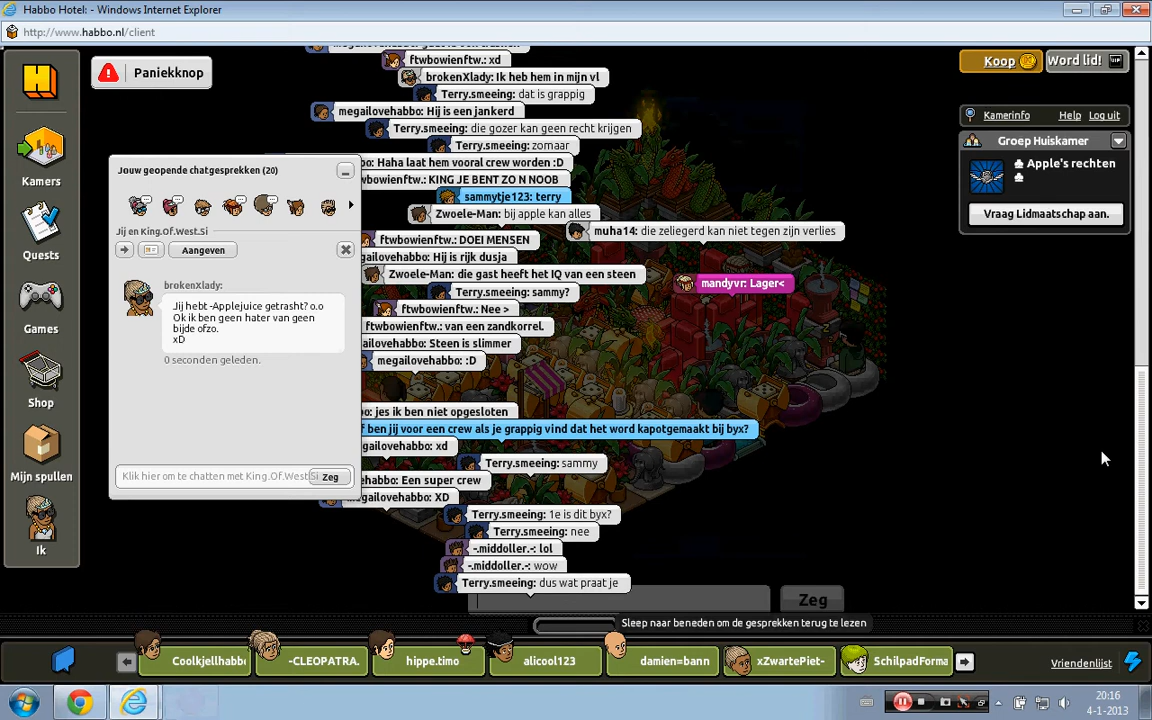 Habbo Hotel: - Windows Internet Explorer
http://www.habbo.nl/client
Paniekknop
Koop
Word lid!
VIP
ftwbowienftw.: xd
brokenXlady: Ik heb hem in mijn vl
Terry.smeeing: dat is grappig
megailovehabbo: Hij is een jankerd
Terry.smeeing: die gozer kan geen recht krijgen
Terry.smeeing: zomaar
Haha laat hem vooral crew worden :D
wbowienftw.: KING JE BENT ZO N NOOB
sammytje123: terry
Zwoele-Man: bij apple kan alles
muha14: die zeliegerd kan niet tegen zijn verlies
ftwbowienftw.: DOEI MENSEN
gailovehabbo: Hij is rijk dusja
Zwoele-Man: die gast heeft het IQ van een steen
mandyvr: Lager<
Terry.smeeing: sammy?
ftwbowienftw.: Nee >
ftwbowienftw.: van een zandkorrel.
ailovehabbo: Steen is slimmer
megailovehabbo: :D
jes ik ben niet opgesloten
f ben jij voor een crew als je grappig vind dat het word kapotgemaakt bij byx?
gailovehabbo: xd
Terry.smeeing: sammy
ehabbo: Een super crew
megailovehabbo: XD
Terry.smeeing: 1e is dit byx?
Terry.smeeing: nee
-.middoller.-: lol
-.middoller.-: wow
Terry.smeeing: dus wat praat je
Kamerinfo
Help
Log uit
Groep Huiskamer
♣ Apple's rechten
♣
Vraag Lidmaatschap aan.
Kamers
Quests
Games
Shop
Mijn spullen
Ik
Jouw geopende chatgesprekken (20)
Jij en King.Of.West.Si
Aangeven
brokenXlady:
Jij hebt -Applejuice getrasht? o.o
Ok ik ben geen hater van geen
bijde ofzo.
xD
0 seconden geleden.
Klik hier om te chatten met King.Of.West.Si
Zeg
Zeg
Sleep naar beneden om de gesprekken terug te lezen
Coolkjellhabb
-CLEOPATRA.
hippe.timo
alicool123
damien=bann
xZwartePiet-
SchilpadForma
Vriendenlijst
20:16
4-1-2013